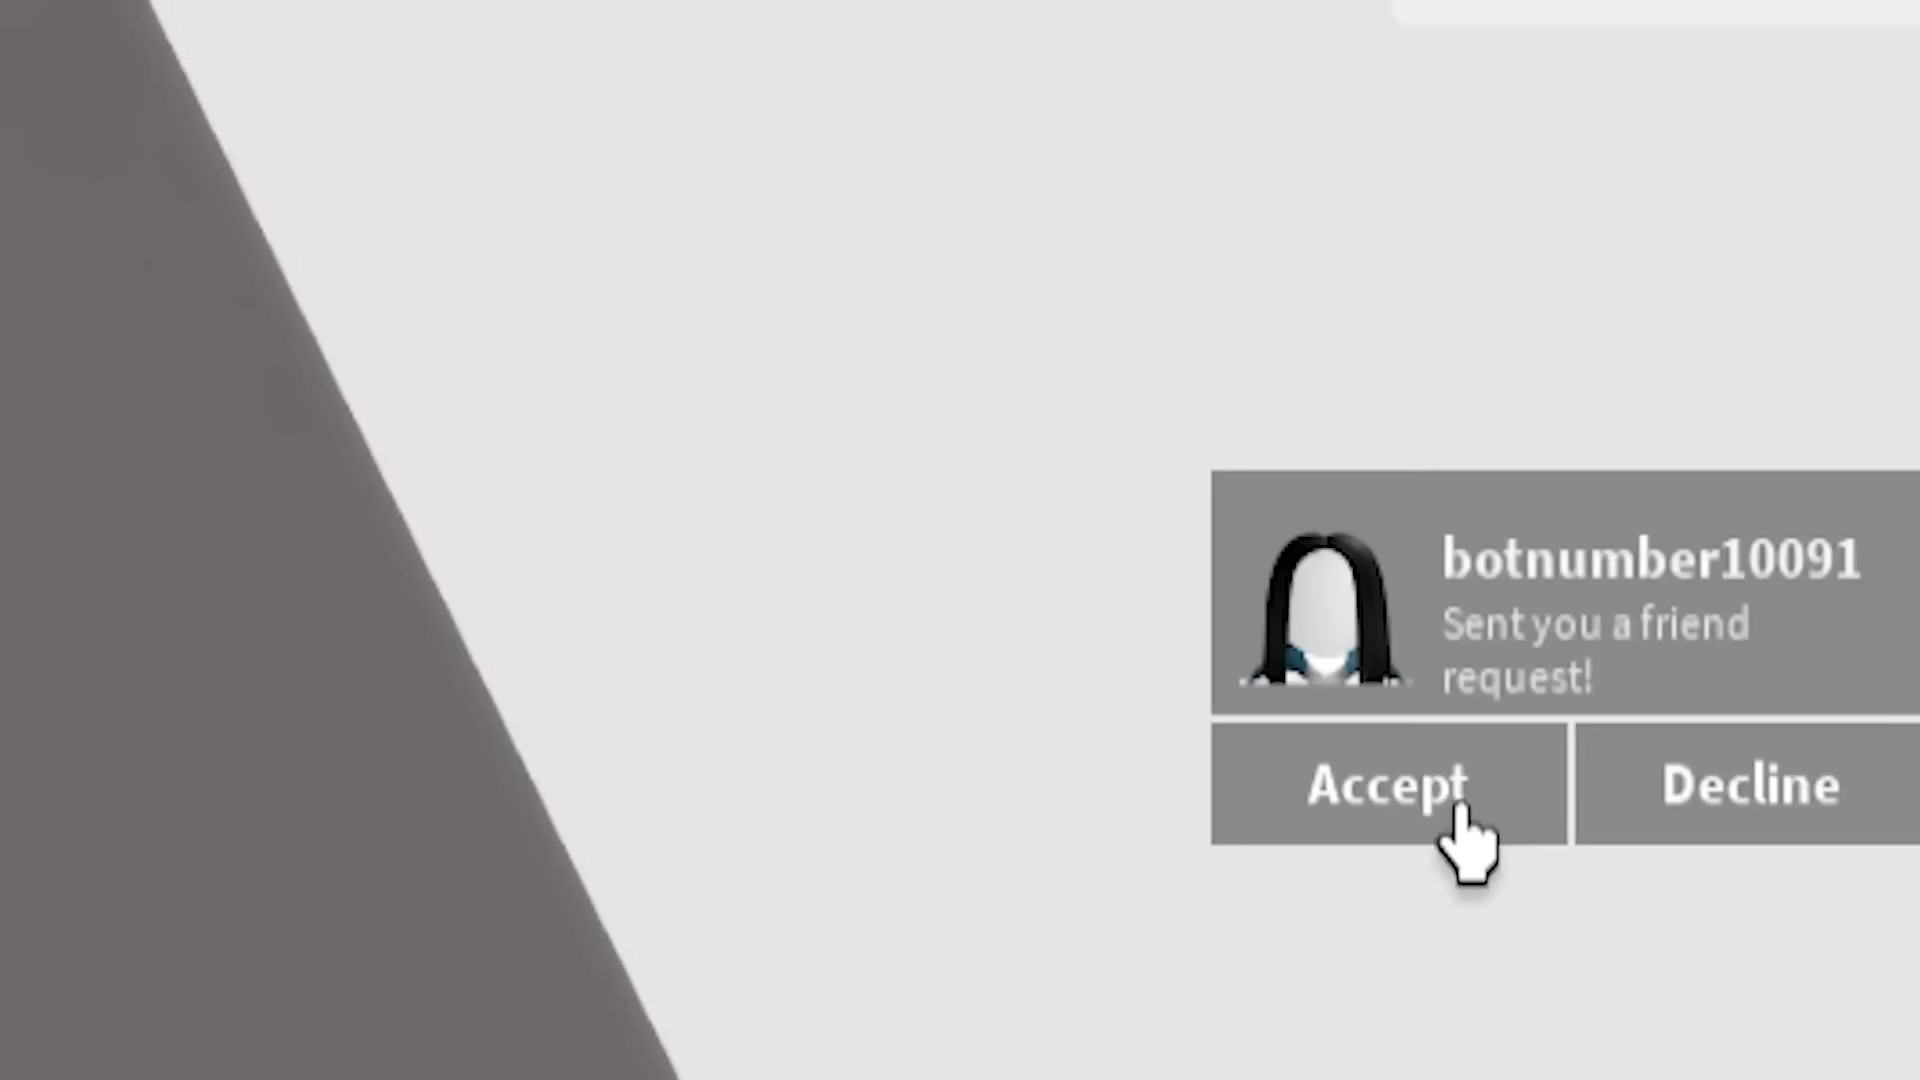 botnumber10091
Sent you a friend
request!
Accept
Decline